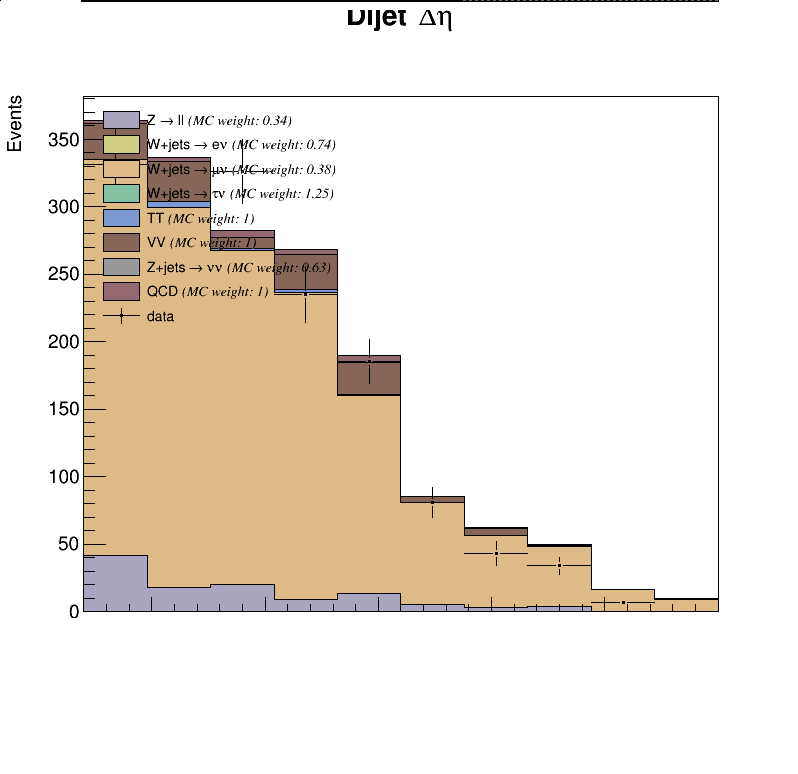 Dijet Δη
Events
Z → ll (MC weight: 0.34)
W+jets → eν (MC weight: 0.74)
W+jets → μν (MC weight: 0.38)
W+jets → τν (MC weight: 1.25)
TT (MC weight: 1)
VV (MC weight: 1)
Z+jets → νν (MC weight: 0.63)
QCD (MC weight: 1)
data
350
300
250
200
150
100
50
0